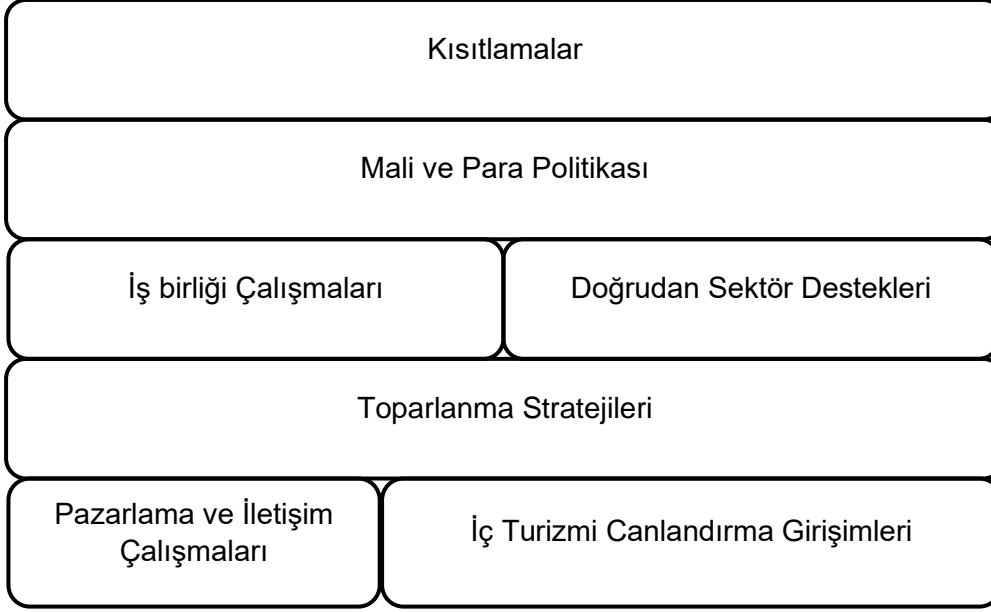 Kısıtlamalar
Mali ve Para Politikası
İş birliği Çalışmaları
Doğrudan Sektör Destekleri
Toparlanma Stratejileri
Pazarlama ve İletişim
Çalışmaları
İç Turizmi Canlandırma Girişimleri